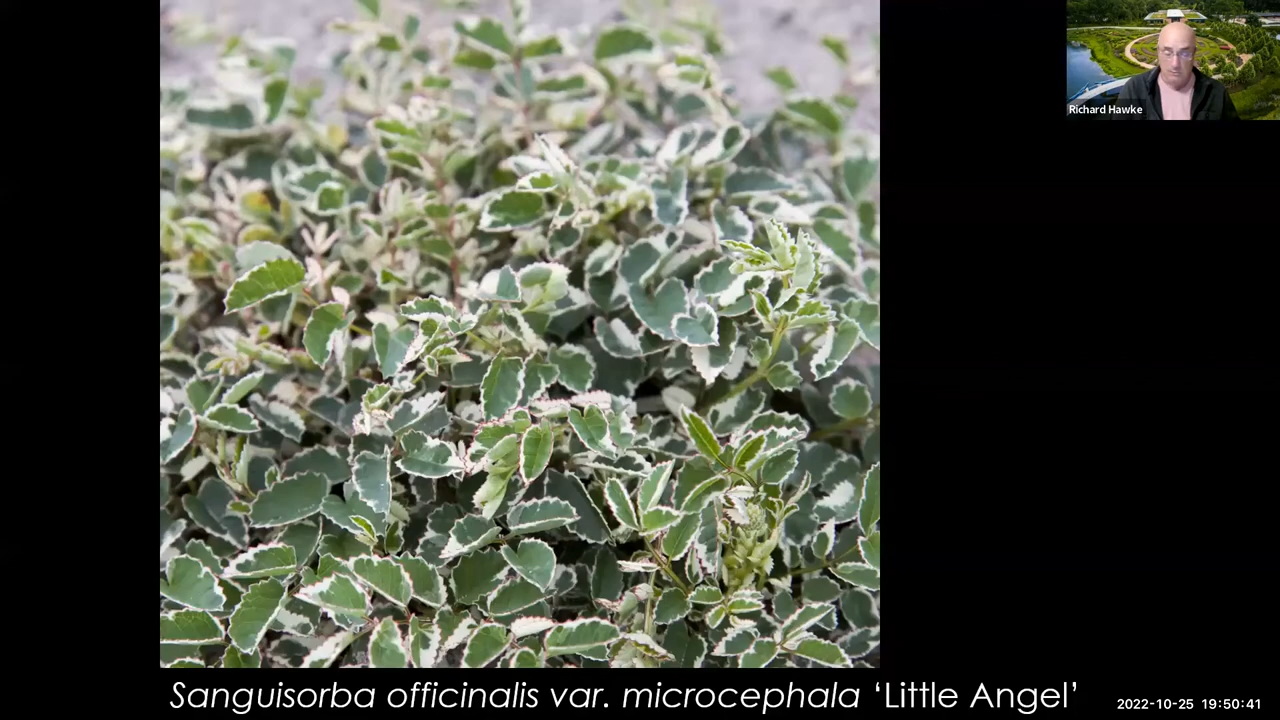 Richard Hawke
Sanguisorba officinalis var. microcephala ‘Little Angel’
2022-10-25 19:50:41